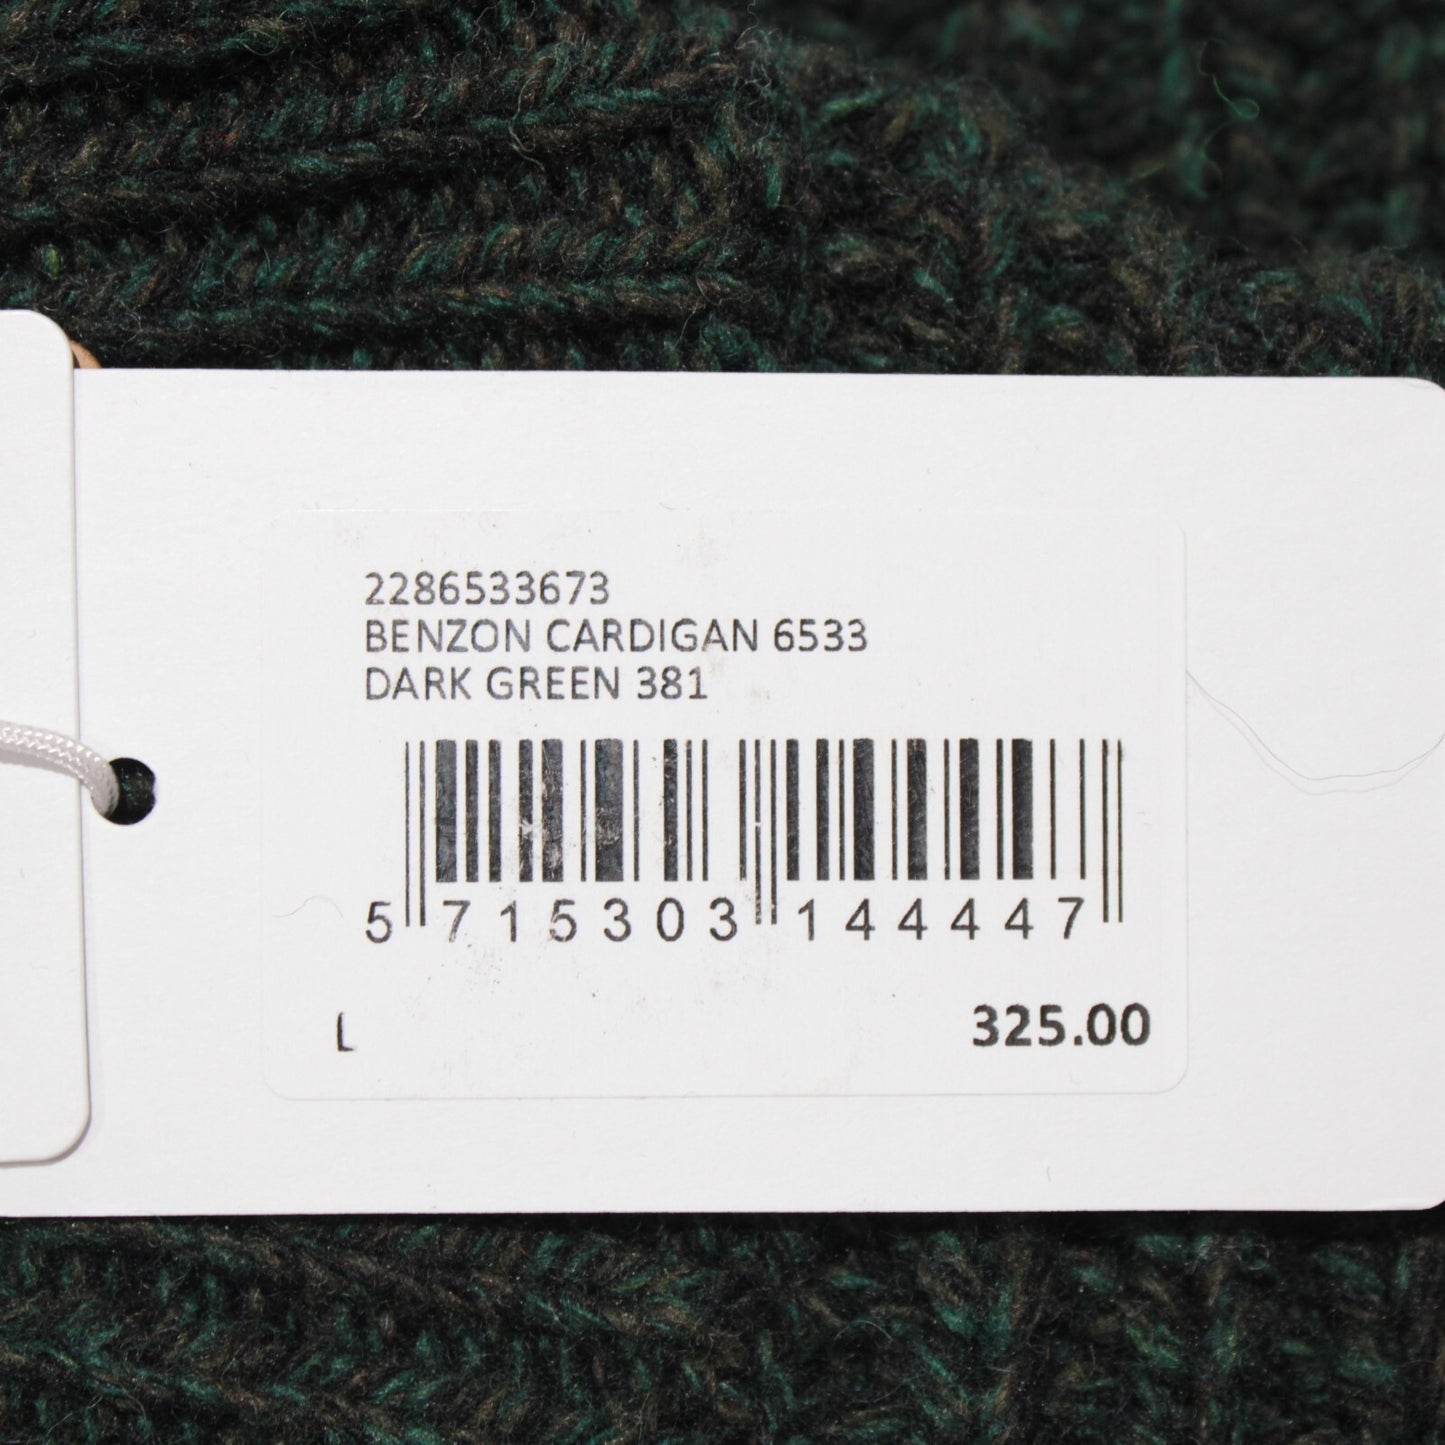 2286533673
BENZON CARDIGAN 6533
DARK GREEN 381
5 715303 144447
L 325.00